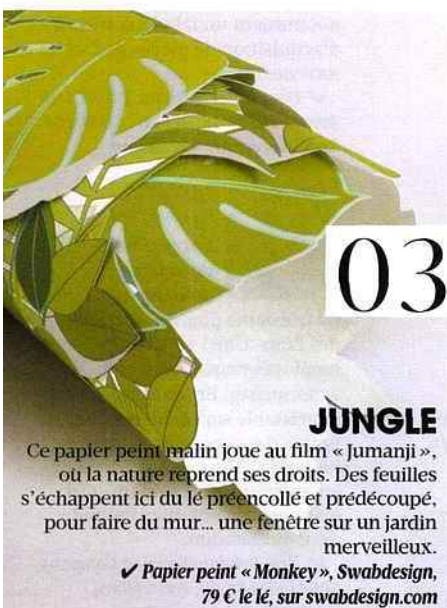 03
JUNGLE
Ce papier peint malin joue au film « Jumanji »,
où la nature reprend ses droits. Des feuilles
s'échappent ici du lé préencollé et prédécoupé,
pour faire du mur... une fenêtre sur un jardin
merveilleux.
✔ Papier peint « Monkey », Swabdesign,
79 € le lé, sur swabdesign.com